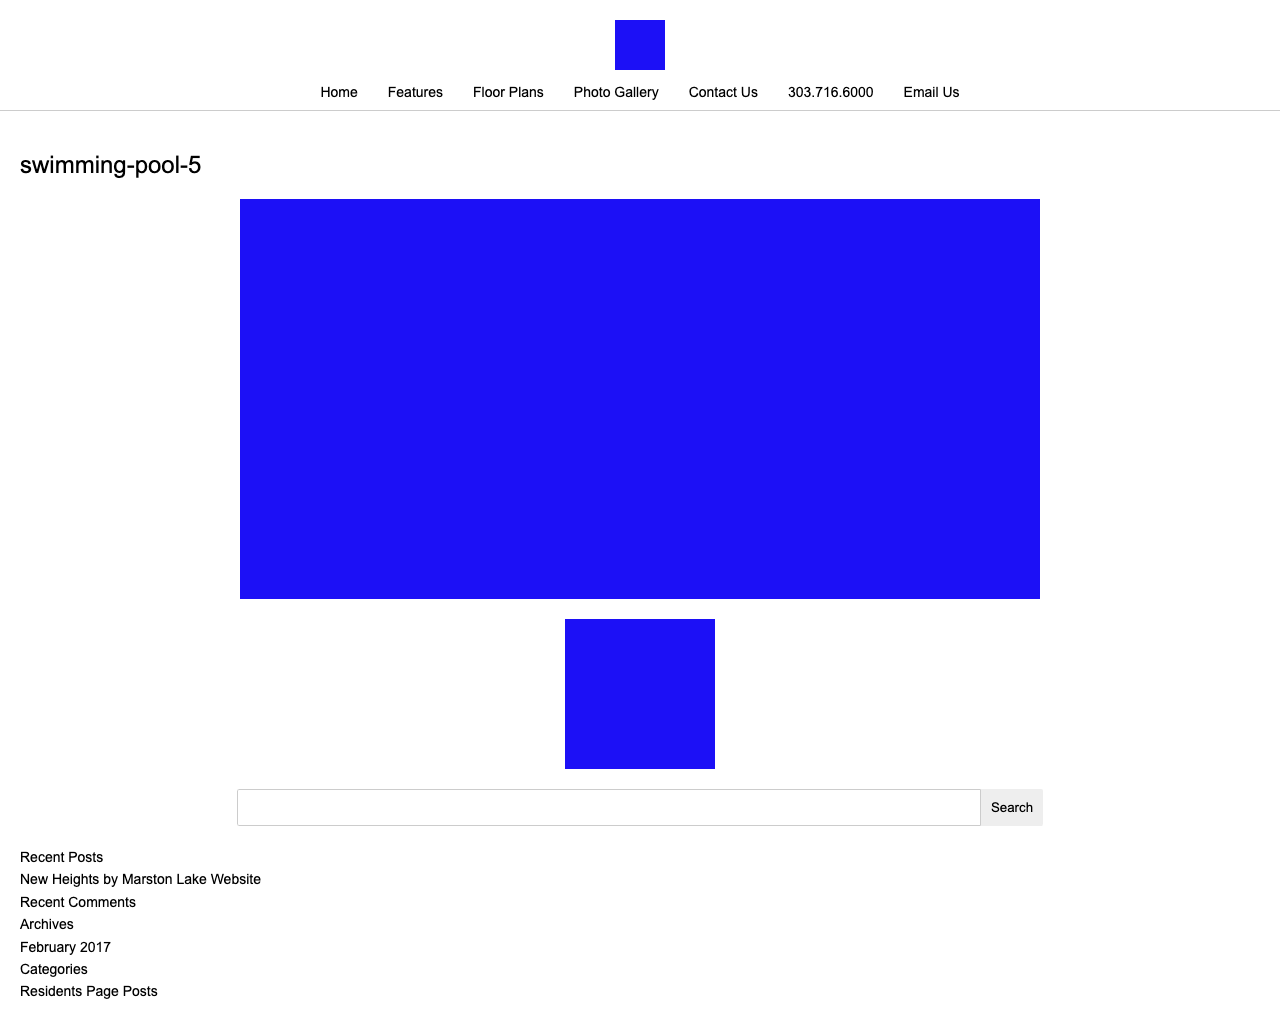 Home Features Floor Plans Photo Gallery Contact Us 303.716.6000 Email Us
swimming-pool-5
Search
Recent Posts
New Heights by Marston Lake Website
Recent Comments
Archives
February 2017
Categories
Residents Page Posts